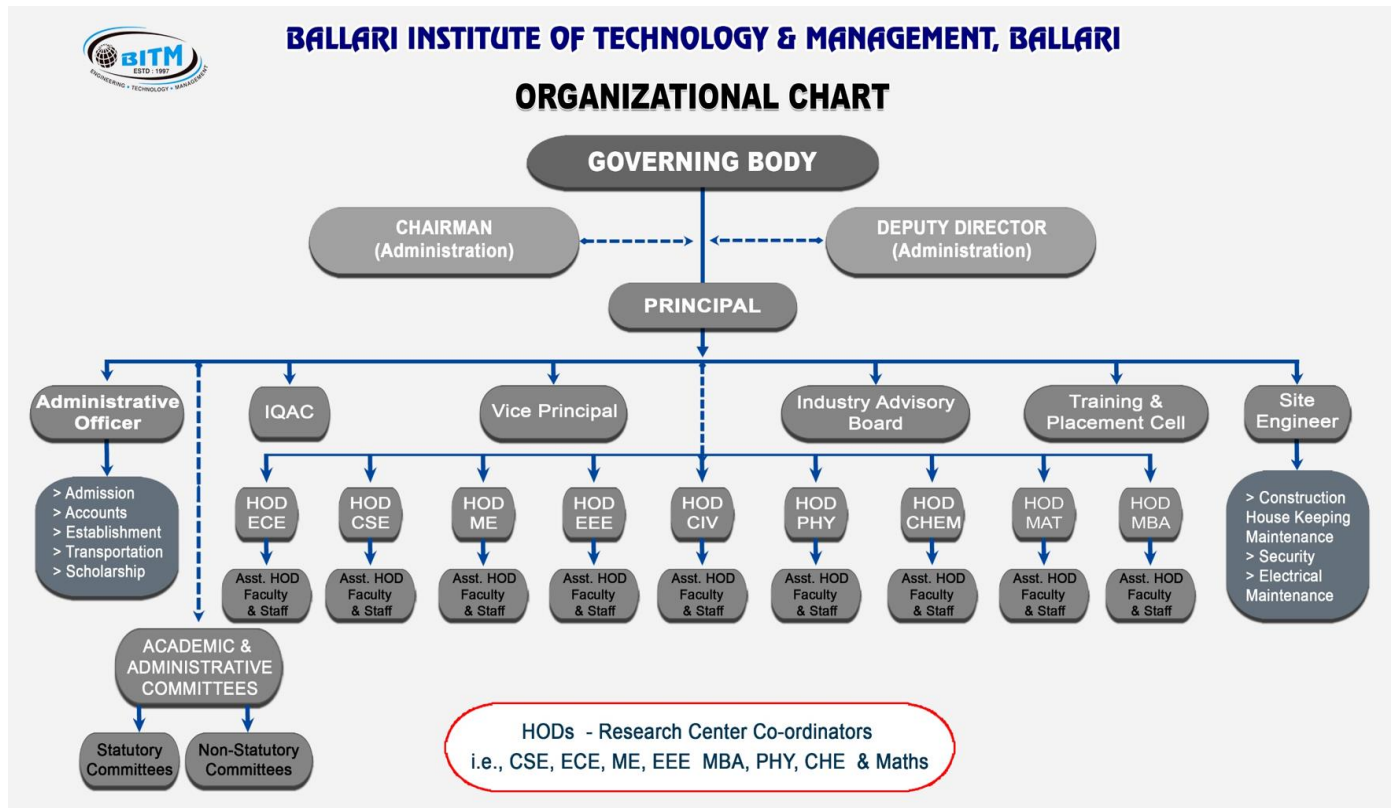 BITM
ESTD : 1997
ENGINEERING • TECHNOLOGY • MANAGEMENT
BALLARI INSTITUTE OF TECHNOLOGY & MANAGEMENT, BALLARI
ORGANIZATIONAL CHART
GOVERNING BODY
CHAIRMAN
(Administration)
DEPUTY DIRECTOR
(Administration)
PRINCIPAL
Administrative
Officer
IQAC
Vice Principal
Industry Advisory
Board
Training &
Placement Cell
Site
Engineer
> Admission
> Accounts
> Establishment
> Transportation
> Scholarship
HOD
ECE
HOD
CSE
HOD
ME
HOD
EEE
HOD
CIV
HOD
PHY
HOD
CHEM
HOD
MAT
HOD
MBA
> Construction
House Keeping
Maintenance
> Security
> Electrical
Maintenance
Asst. HOD
Faculty
& Staff
Asst. HOD
Faculty
& Staff
Asst. HOD
Faculty
& Staff
Asst. HOD
Faculty
& Staff
Asst. HOD
Faculty
& Staff
Asst. HOD
Faculty
& Staff
Asst. HOD
Faculty
& Staff
Asst. HOD
Faculty
& Staff
Asst. HOD
Faculty
& Staff
ACADEMIC &
ADMINISTRATIVE
COMMITTEES
Statutory
Committees
Non-Statutory
Committees
HODs - Research Center Co-ordinators
i.e., CSE, ECE, ME, EEE MBA, PHY, CHE & Maths